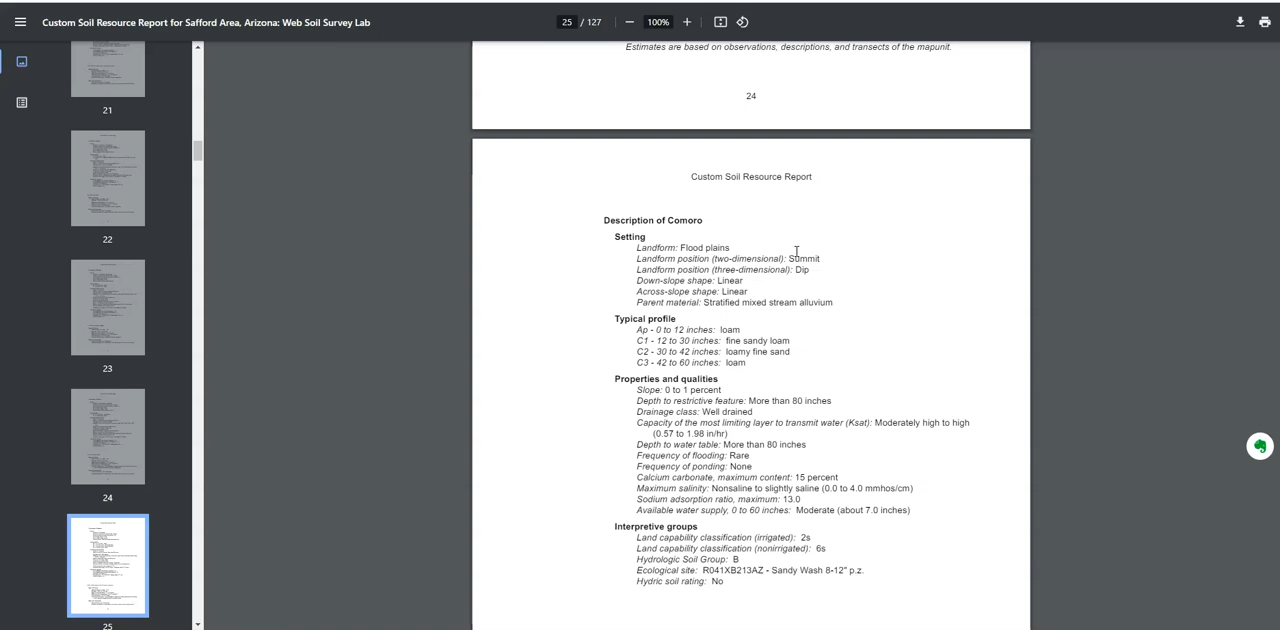 Custom Soil Resource Report for Safford Area, Arizona: Web Soil Survey Lab
25 / 127
100%
21
22
23
24
25
Estimates are based on observations, descriptions, and transects of the mapunit.
24
Custom Soil Resource Report
Description of Comoro
Setting
Landform: Flood plains
Landform position (two-dimensional): Summit
Landform position (three-dimensional): Dip
Down-slope shape: Linear
Across-slope shape: Linear
Parent material: Stratified mixed stream alluvium
Typical profile
Ap - 0 to 12 inches: loam
C1 - 12 to 30 inches: fine sandy loam
C2 - 30 to 42 inches: loamy fine sand
C3 - 42 to 60 inches: loam
Properties and qualities
Slope: 0 to 1 percent
Depth to restrictive feature: More than 80 inches
Drainage class: Well drained
Capacity of the most limiting layer to transmit water (Ksat): Moderately high to high
(0.57 to 1.98 in/hr)
Depth to water table: More than 80 inches
Frequency of flooding: Rare
Frequency of ponding: None
Calcium carbonate, maximum content: 15 percent
Maximum salinity: Nonsaline to slightly saline (0.0 to 4.0 mmhos/cm)
Sodium adsorption ratio, maximum: 13.0
Available water supply, 0 to 60 inches: Moderate (about 7.0 inches)
Interpretive groups
Land capability classification (irrigated): 2s
Land capability classification (nonirrigated): 6s
Hydrologic Soil Group: B
Ecological site: R041XB213AZ - Sandy Wash 8-12" p.z.
Hydric soil rating: No